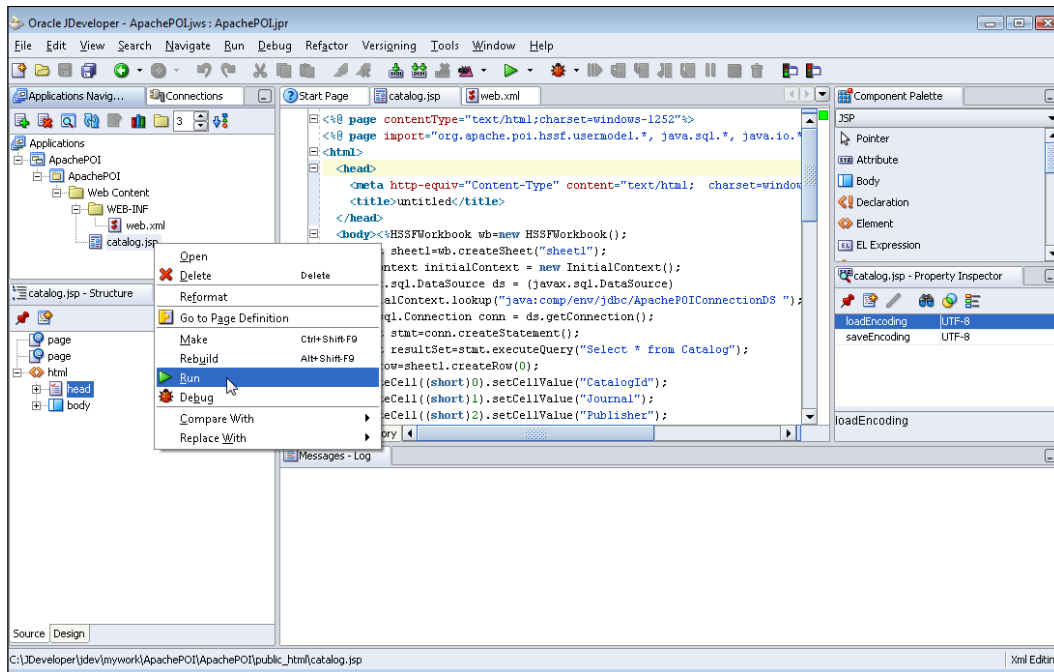 Oracle JDeveloper - ApachePOI.jws : ApachePOI.jpr
File Edit View Search Navigate Run Debug Refactor Versioning Tools Window Help
Applications Navig... Connections
3
Applications
ApachePOI
ApachePOI
Web Content
WEB-INF
web.xml
catalog.jsp
Open
Delete Delete
Reformat
Go to Page Definition
Make Ctrl+Shift-F9
Rebuild Alt+Shift-F9
Run
Debug
Compare With
Replace With
catalog.jsp - Structure
page
page
html
head
body
Source Design
Start Page catalog.jsp web.xml
<%@ page contentType="text/html;charset=windows-1252"%>
<%@ page import="org.apache.poi.hssf.usermodel.*, java.sql.*, java.io.*
<html>
<head>
<meta http-equiv="Content-Type" content="text/html; charset=window
<title>untitled</title>
</head>
<body><%HSSFWorkbook wb=new HSSFWorkbook();
sheet1=wb.createSheet("sheet1");
ntext initialContext = new InitialContext();
.sql.DataSource ds = (javax.sql.DataSource)
alContext.lookup("java:comp/env/jdbc/ApachePOIConnectionDS ");
ql.Connection conn = ds.getConnection();
stmt=conn.createStatement();
resultSet=stmt.executeQuery("Select * from Catalog");
ow=sheet1.createRow(0);
eCell((short)0).setCellValue("CatalogId");
eCell((short)1).setCellValue("Journal");
eCell((short)2).setCellValue("Publisher");
ory
Messages - Log
Component Palette
JSP
Pointer
Attribute
Body
Declaration
Element
EL Expression
catalog.jsp - Property Inspector
loadEncoding UTF-8
saveEncoding UTF-8
loadEncoding
C:\JDeveloper\jdev\mywork\ApachePOI\ApachePOI\public_html\catalog.jsp
Xml Editin